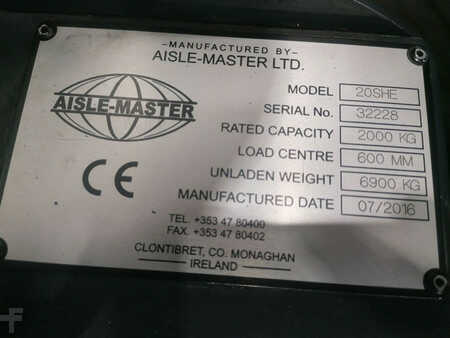 -MANUFACTURED BY-
AISLE-MASTER LTD.
AISLE-MASTER
CE
MODEL 20SHE
SERIAL No. 32228
RATED CAPACITY 2000 KG
LOAD CENTRE 600 MM
UNLADEN WEIGHT 6900 KG
MANUFACTURED DATE 07/2016
TEL. +353 47 80400
FAX. +353 47 80402
CLONTIBRET, CO. MONAGHAN
-IRELAND-